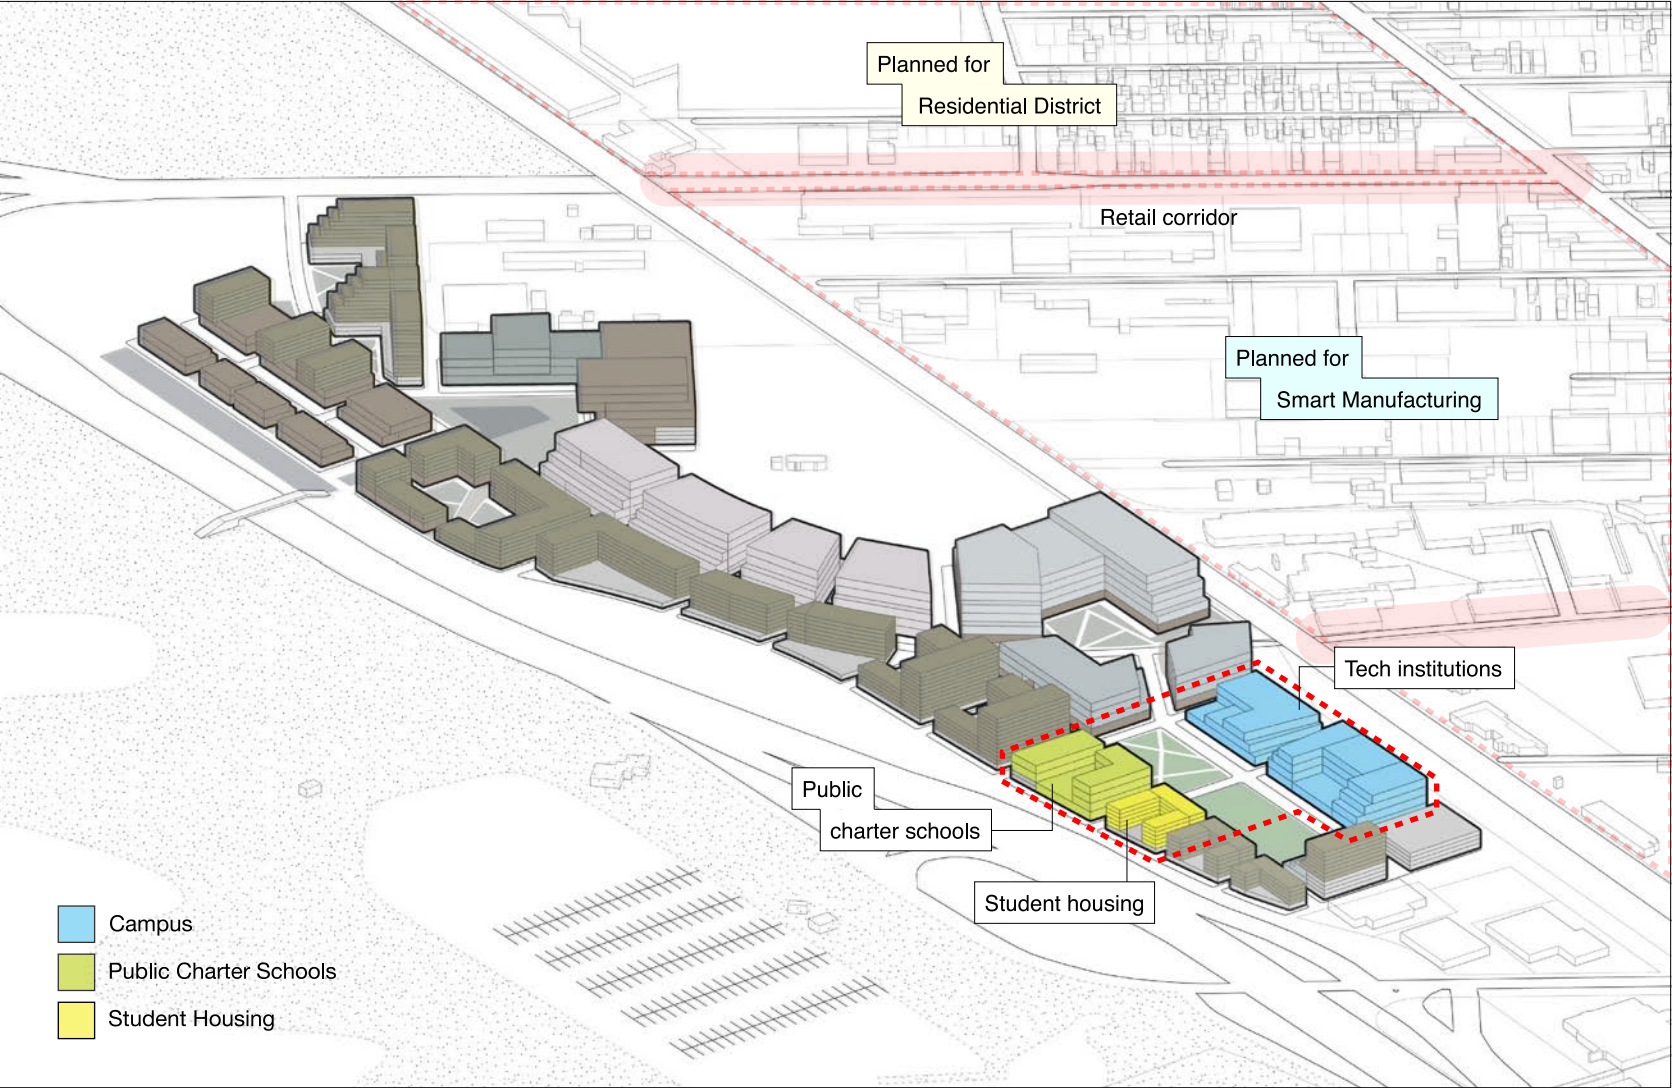 Planned for
Residential District
Retail corridor
Planned for
Smart Manufacturing
Tech institutions
Public
charter schools
Student housing
Campus
Public Charter Schools
Student Housing